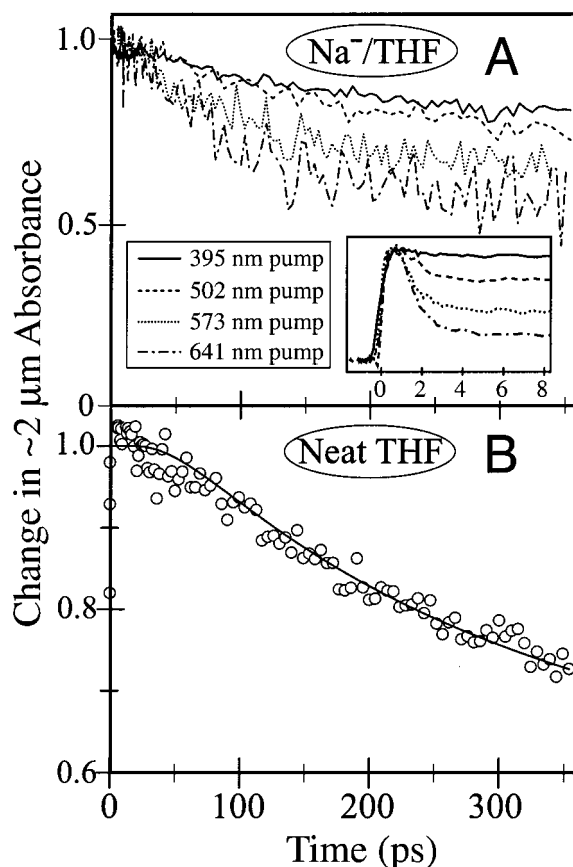 Na⁻/THF
A
1.0
0.5
0
395 nm pump
502 nm pump
573 nm pump
641 nm pump
0 2 4 6 8
Change in ~2 μm Absorbance
Neat THF
B
1.0
0.8
0.6
0 100 200 300
Time (ps)